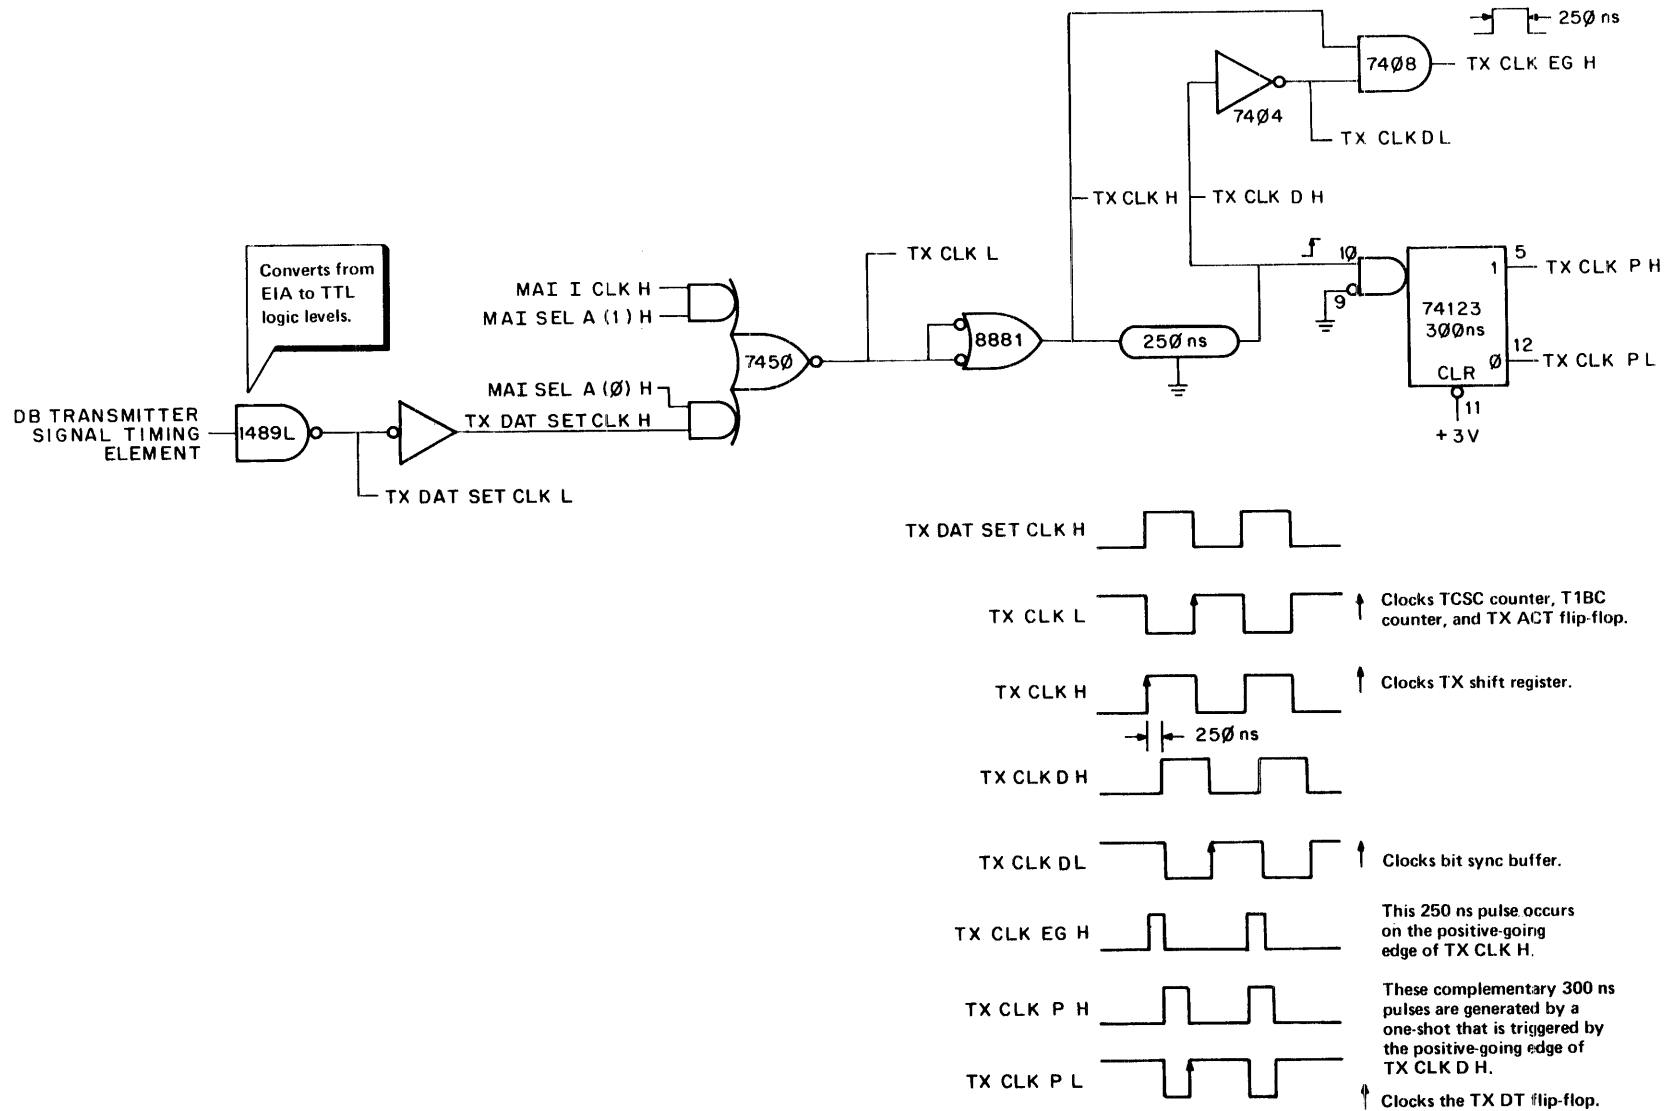 250 ns
7408
TX CLK EG H
7404
TX CLK D L
TX CLK H
TX CLK D H
TX CLK L
Converts from
EIA to TTL
logic levels.
MAI I CLK H
MAI SEL A (1) H
7450
MAI SEL A (Ø) H
TX DAT SET CLK H
DB TRANSMITTER
SIGNAL TIMING
ELEMENT
1489L
TX DAT SET CLK L
8881
25Ø ns
10
9
1
5
TX CLK P H
74123
3ØØns
Ø
12
TX CLK P L
CLR
11
+3V
TX DAT SET CLK H
TX CLK L
Clocks TCSC counter, T1BC
counter, and TX ACT flip-flop.
TX CLK H
Clocks TX shift register.
25Ø ns
TX CLK D H
TX CLK DL
Clocks bit sync buffer.
TX CLK EG H
This 250 ns pulse occurs
on the positive-going
edge of TX CLK H.
TX CLK P H
These complementary 300 ns
pulses are generated by a
one-shot that is triggered by
the positive-going edge of
TX CLK D H.
TX CLK P L
Clocks the TX DT flip-flop.